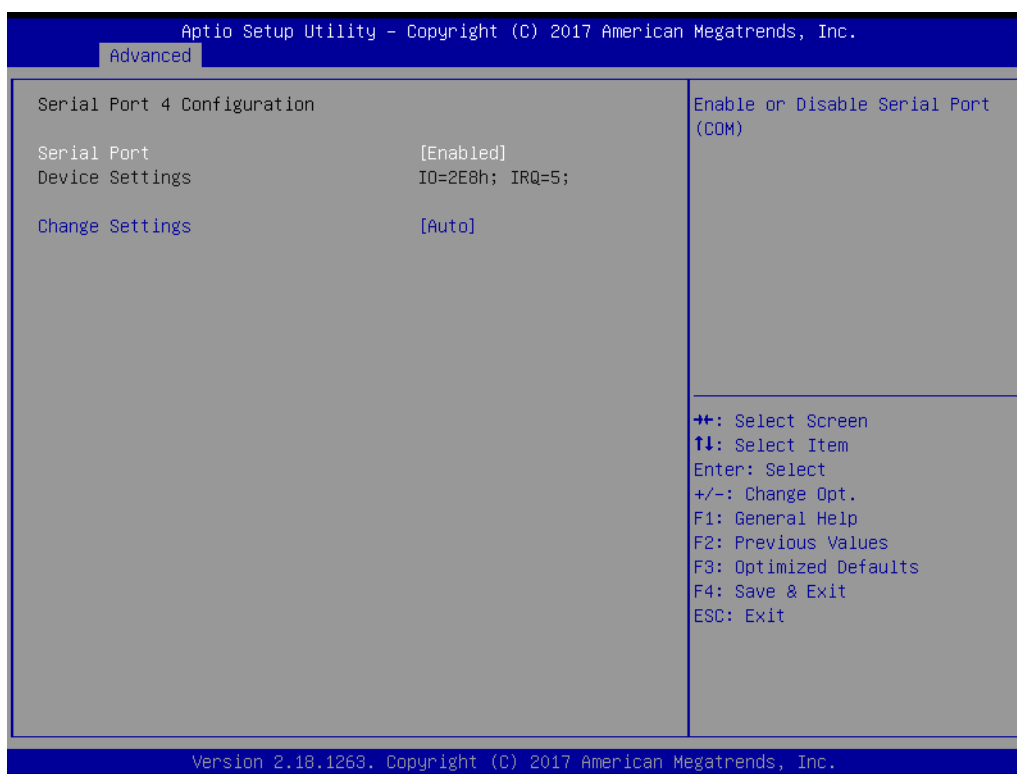 Aptio Setup Utility – Copyright (C) 2017 American Megatrends, Inc.
Advanced
Serial Port 4 Configuration
Serial Port [Enabled]
Device Settings IO=2E8h; IRQ=5;
Change Settings [Auto]
Enable or Disable Serial Port
(COM)
→←: Select Screen
↑↓: Select Item
Enter: Select
+/-: Change Opt.
F1: General Help
F2: Previous Values
F3: Optimized Defaults
F4: Save & Exit
ESC: Exit
Version 2.18.1263. Copyright (C) 2017 American Megatrends, Inc.